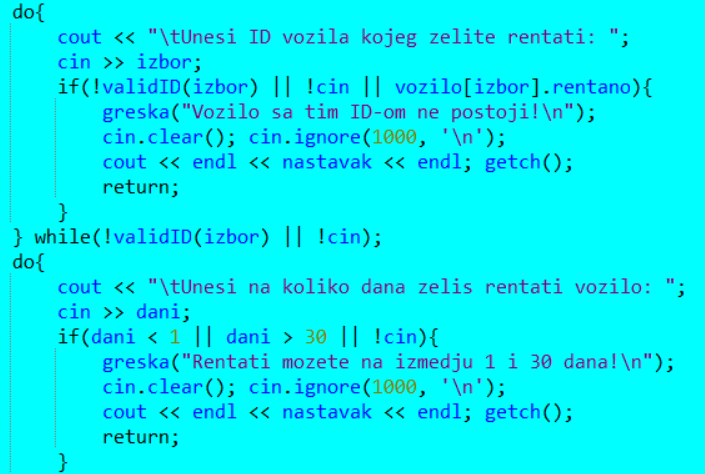 do{
    cout << "\tUnesi ID vozila kojeg zelite rentati: ";
    cin >> izbor;
    if(!validID(izbor) || !cin || vozilo[izbor].rentano){
        greska("Vozilo sa tim ID-om ne postoji!\n");
        cin.clear(); cin.ignore(1000, '\n');
        cout << endl << nastavak << endl; getch();
        return;
    }
} while(!validID(izbor) || !cin);
do{
    cout << "\tUnesi na koliko dana zelis rentati vozilo: ";
    cin >> dani;
    if(dani < 1 || dani > 30 || !cin){
        greska("Rentati mozete na izmedju 1 i 30 dana!\n");
        cin.clear(); cin.ignore(1000, '\n');
        cout << endl << nastavak << endl; getch();
        return;
    }